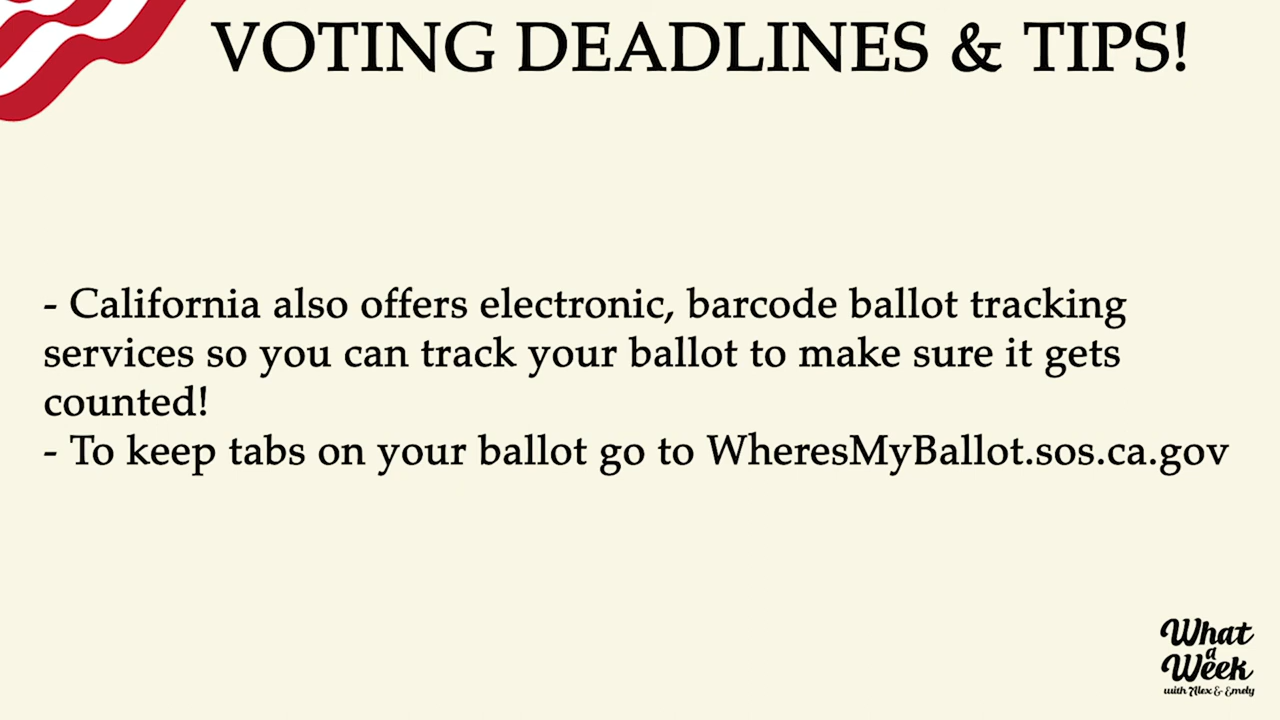 VOTING DEADLINES & TIPS!
- California also offers electronic, barcode ballot tracking
services so you can track your ballot to make sure it gets
counted!
- To keep tabs on your ballot go to WheresMyBallot.sos.ca.gov
What
a
Week
with Alex & Emely